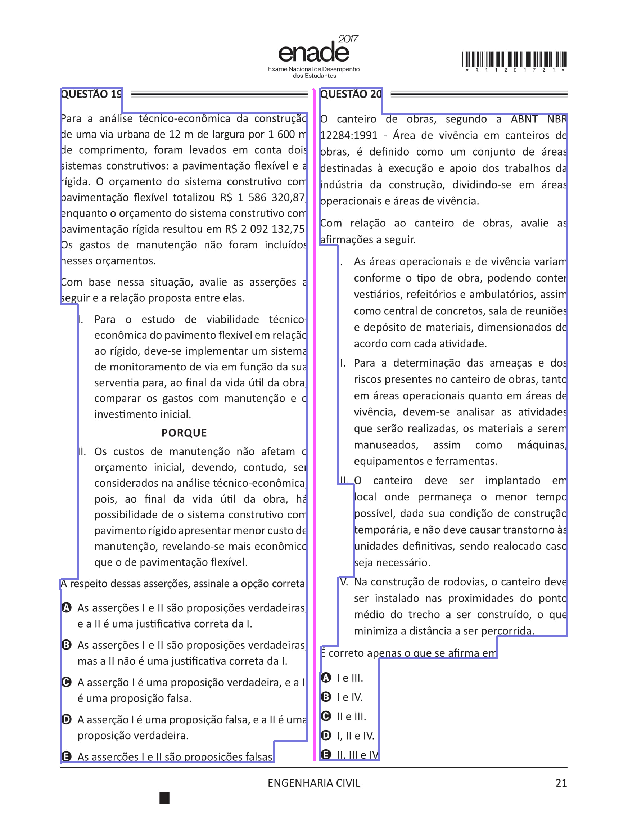 enade 2017
Exame Nacional de Desempenho
dos Estudantes
*R1120172 1*
QUESTÃO 19
Para a análise técnico-econômica da construção
de uma via urbana de 12 m de largura por 1 600 m
de comprimento, foram levados em conta dois
sistemas construtivos: a pavimentação flexível e a
rígida. O orçamento do sistema construtivo com
pavimentação flexível totalizou R$ 1 586 320,87,
enquanto o orçamento do sistema construtivo com
pavimentação rígida resultou em R$ 2 092 132,75.
Os gastos de manutenção não foram incluídos
nesses orçamentos.
Com base nessa situação, avalie as asserções a
seguir e a relação proposta entre elas.
I. Para o estudo de viabilidade técnico-
econômica do pavimento flexível em relação
ao rígido, deve-se implementar um sistema
de monitoramento de via em função da sua
serventia para, ao final da vida útil da obra,
comparar os gastos com manutenção e o
investimento inicial.
PORQUE
II. Os custos de manutenção não afetam o
orçamento inicial, devendo, contudo, ser
considerados na análise técnico-econômica,
pois, ao final da vida útil da obra, há
possibilidade de o sistema construtivo com
pavimento rígido apresentar menor custo de
manutenção, revelando-se mais econômico
que o de pavimentação flexível.
A respeito dessas asserções, assinale a opção correta.
A As asserções I e II são proposições verdadeiras,
e a II é uma justificativa correta da I.
B As asserções I e II são proposições verdadeiras,
mas a II não é uma justificativa correta da I.
C A asserção I é uma proposição verdadeira, e a II
é uma proposição falsa.
D A asserção I é uma proposição falsa, e a II é uma
proposição verdadeira.
E As asserções I e II são proposições falsas.
QUESTÃO 20
O canteiro de obras, segundo a ABNT NBR
12284:1991 - Área de vivência em canteiros de
obras, é definido como um conjunto de áreas
destinadas à execução e apoio dos trabalhos da
indústria da construção, dividindo-se em áreas
operacionais e áreas de vivência.
Com relação ao canteiro de obras, avalie as
afirmações a seguir.
I. As áreas operacionais e de vivência variam
conforme o tipo de obra, podendo conter
vestiários, refeitórios e ambulatórios, assim
como central de concretos, sala de reuniões
e depósito de materiais, dimensionados de
acordo com cada atividade.
II. Para a determinação das ameaças e dos
riscos presentes no canteiro de obras, tanto
em áreas operacionais quanto em áreas de
vivência, devem-se analisar as atividades
que serão realizadas, os materiais a serem
manuseados, assim como máquinas,
equipamentos e ferramentas.
III. O canteiro deve ser implantado em
local onde permaneça o menor tempo
possível, dada sua condição de construção
temporária, e não deve causar transtorno às
unidades definitivas, sendo realocado caso
seja necessário.
IV. Na construção de rodovias, o canteiro deve
ser instalado nas proximidades do ponto
médio do trecho a ser construído, o que
minimiza a distância a ser percorrida.
É correto apenas o que se afirma em
A I e III.
B I e IV.
C II e III.
D I, II e IV.
E II, III e IV.
ENGENHARIA CIVIL
21